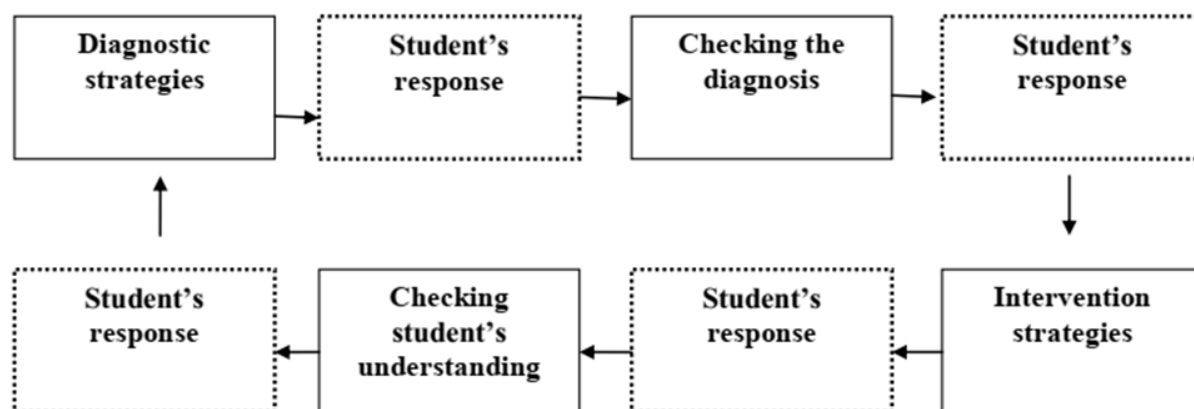 Diagnostic
strategies
Student’s
response
Checking the
diagnosis
Student’s
response
Student’s
response
Checking
student’s
understanding
Student’s
response
Intervention
strategies